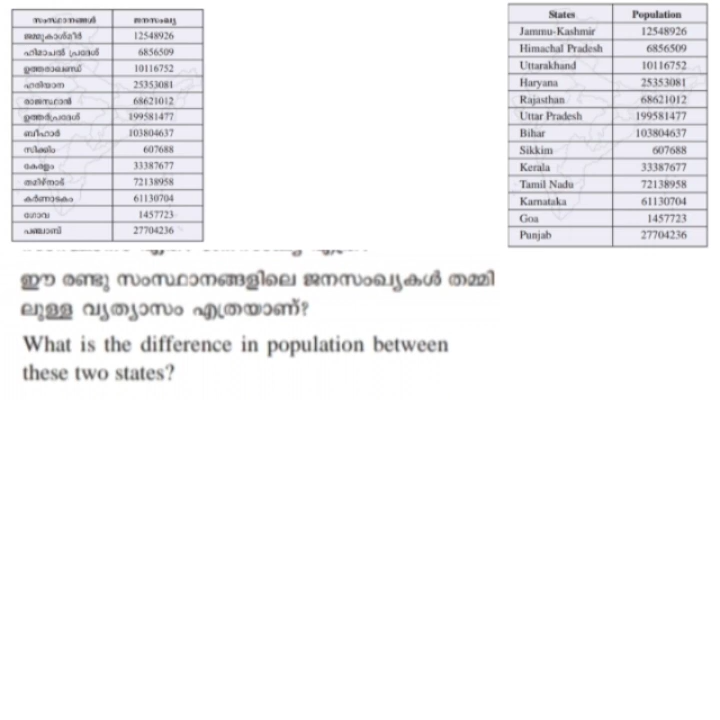 സംസ്ഥാനങ്ങൾ ജനസംഖ്യ
ജമ്മുകാശ്മീർ 12548926
ഹിമാചൽ പ്രദേശ് 6856509
ഉത്തരാഖണ്ഡ് 10116752
ഹരിയാന 25353081
രാജസ്ഥാൻ 68621012
ഉത്തർപ്രദേശ് 199581477
ബീഹാർ 103804637
സിക്കിം 607688
കേരളം 33387677
തമിഴ്നാട് 72138958
കർണാടകം 61130704
ഗോവ 1457723
പഞ്ചാബ് 27704236
States Population
Jammu-Kashmir 12548926
Himachal Pradesh 6856509
Uttarakhand 10116752
Haryana 25353081
Rajasthan 68621012
Uttar Pradesh 199581477
Bihar 103804637
Sikkim 607688
Kerala 33387677
Tamil Nadu 72138958
Karnataka 61130704
Goa 1457723
Punjab 27704236
ഈ രണ്ടു സംസ്ഥാനങ്ങളിലെ ജനസംഖ്യകൾ തമ്മി
ലുള്ള വ്യത്യാസം എത്രയാണ്?
What is the difference in population between
these two states?